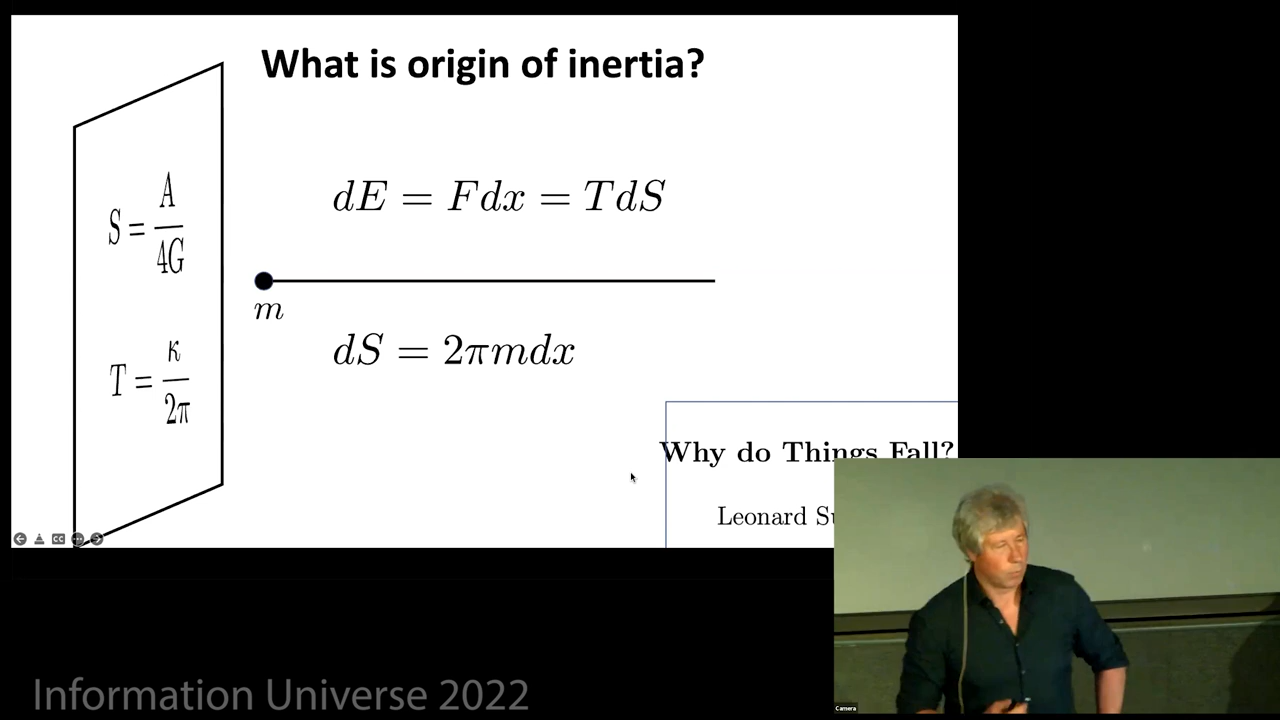 What is origin of inertia?
S = A/4G
dE = Fdx = TdS
m
dS = 2πmdx
T = κ/2π
Why do Things Fall?
Leonard
Information Universe 2022
Camera